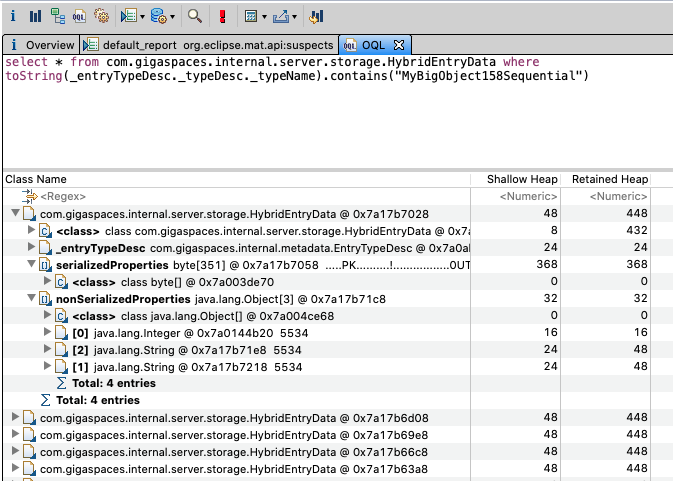 Overview default_report org.eclipse.mat.api:suspects OQL
select * from com.gigaspaces.internal.server.storage.HybridEntryData where
toString(_entryTypeDesc._typeDesc._typeName).contains("MyBigObject158Sequential")
Class Name Shallow Heap Retained Heap
<Regex> <Numeric> <Numeric>
com.gigaspaces.internal.server.storage.HybridEntryData @ 0x7a17b7028 48 448
<class> class com.gigaspaces.internal.server.storage.HybridEntryData @ 0x7a 8 432
_entryTypeDesc com.gigaspaces.internal.metadata.EntryTypeDesc @ 0x7a0al 24 24
serializedProperties byte[351] @ 0x7a17b7058 .....PK..........!.................0UT 368 368
<class> class byte[] @ 0x7a003de70 0 0
nonSerializedProperties java.lang.Object[3] @ 0x7a17b71c8 32 32
<class> class java.lang.Object[] @ 0x7a004ce68 0 0
[0] java.lang.Integer @ 0x7a0144b20 5534 16 16
[2] java.lang.String @ 0x7a17b71e8 5534 24 48
[1] java.lang.String @ 0x7a17b7218 5534 24 48
Total: 4 entries
Total: 4 entries
com.gigaspaces.internal.server.storage.HybridEntryData @ 0x7a17b6d08 48 448
com.gigaspaces.internal.server.storage.HybridEntryData @ 0x7a17b69e8 48 448
com.gigaspaces.internal.server.storage.HybridEntryData @ 0x7a17b66c8 48 448
com.gigaspaces.internal.server.storage.HybridEntryData @ 0x7a17b63a8 48 448